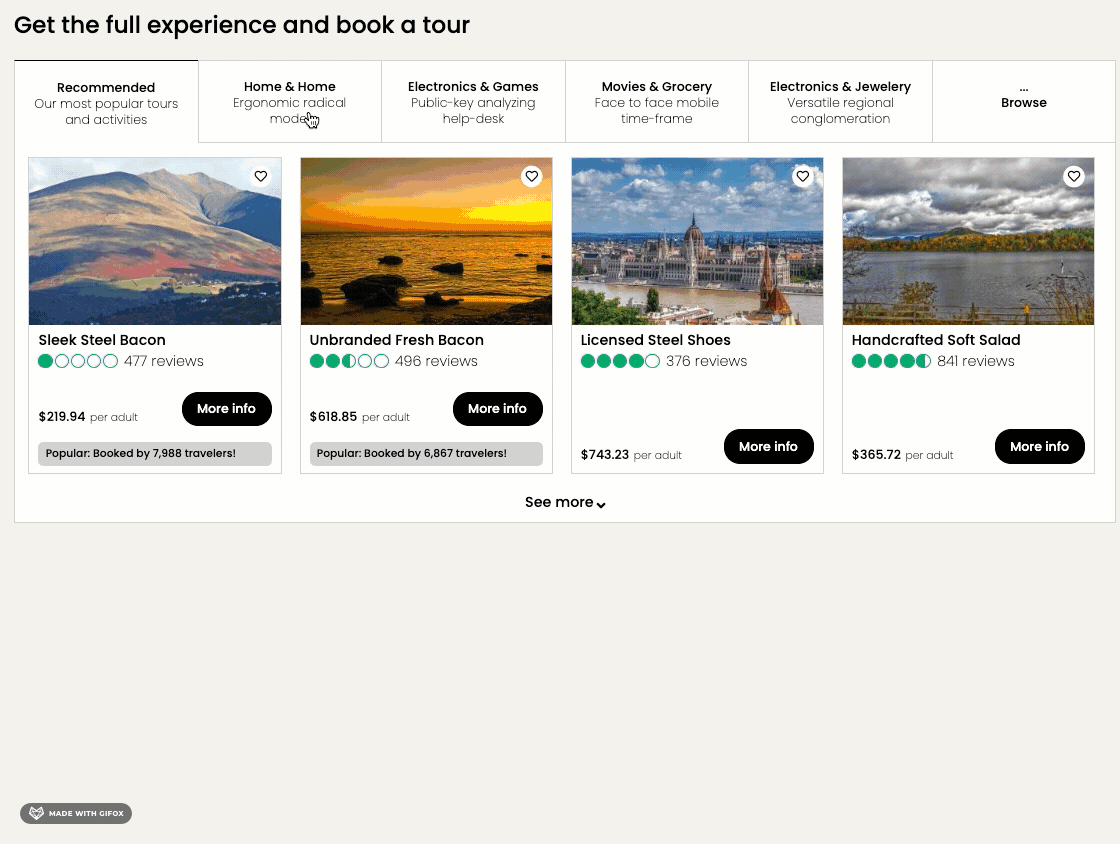 Get the full experience and book a tour
Recommended
Our most popular tours
and activities
Home & Home
Ergonomic radical
Electronics & Games
Public-key analyzing
help-desk
Movies & Grocery
Face to face mobile
time-frame
Electronics & Jewelery
Versatile regional
conglomeration
...
Browse
Sleek Steel Bacon
477 reviews
$219.94 per adult
More info
Popular: Booked by 7,988 travelers!
Unbranded Fresh Bacon
496 reviews
$618.85 per adult
More info
Popular: Booked by 6,867 travelers!
Licensed Steel Shoes
376 reviews
$743.23 per adult
More info
Handcrafted Soft Salad
841 reviews
$365.72 per adult
More info
See more
MADE WITH GIFOX